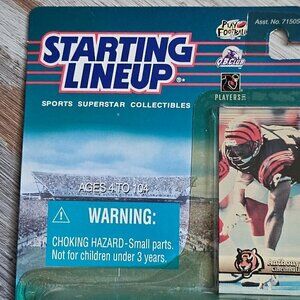 STARTING
LINEUP®
SPORTS SUPERSTAR COLLECTIBLES
PLAY
FOOTBALL
Asst. No. 71505
PLAYERS
AGES 4 TO 104
WARNING:
CHOKING HAZARD-Small parts.
Not for children under 3 years.